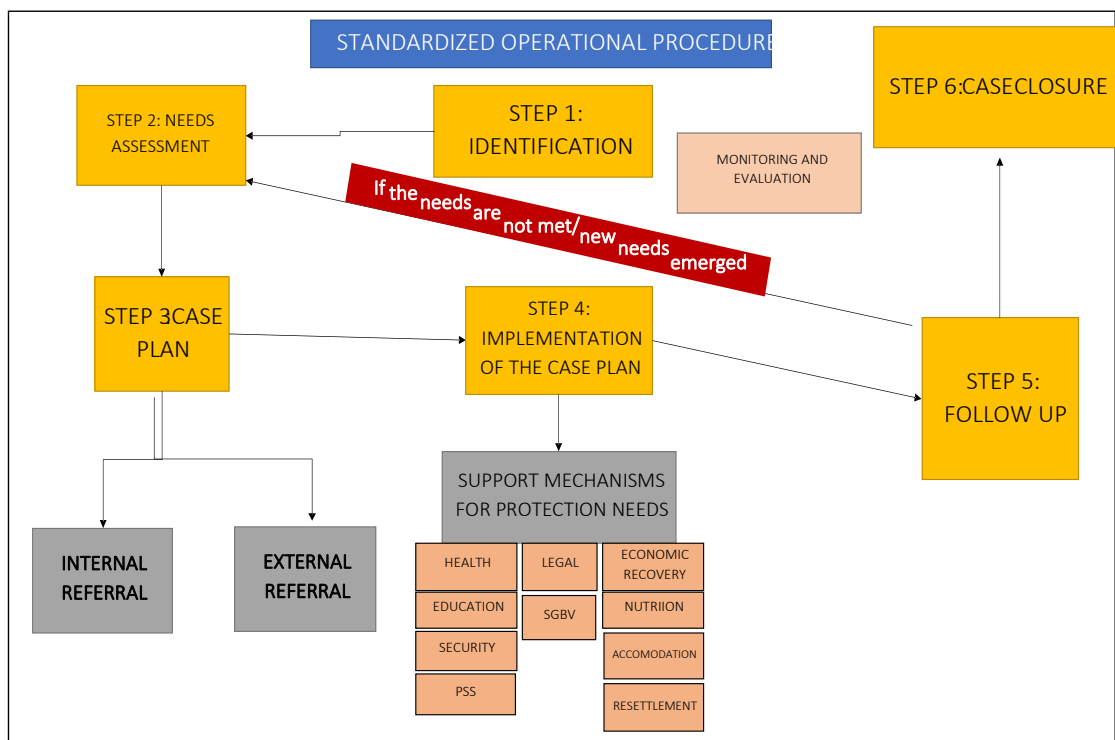 STANDARDIZED OPERATIONAL PROCEDURE
STEP 1:
IDENTIFICATION
STEP 2: NEEDS
ASSESSMENT
STEP 6:CASECLOSURE
MONITORING AND
EVALUATION
If the needs are not met/new needs emerged
STEP 3:CASE
PLAN
STEP 4:
IMPLEMENTATION
OF THE CASE PLAN
STEP 5:
FOLLOW UP
INTERNAL
REFERRAL
EXTERNAL
REFERRAL
SUPPORT MECHANISMS
FOR PROTECTION NEEDS
HEALTH
LEGAL
ECONOMIC
RECOVERY
EDUCATION
SGBV
NUTRIION
SECURITY
ACCOMODATION
PSS
RESETTLEMENT